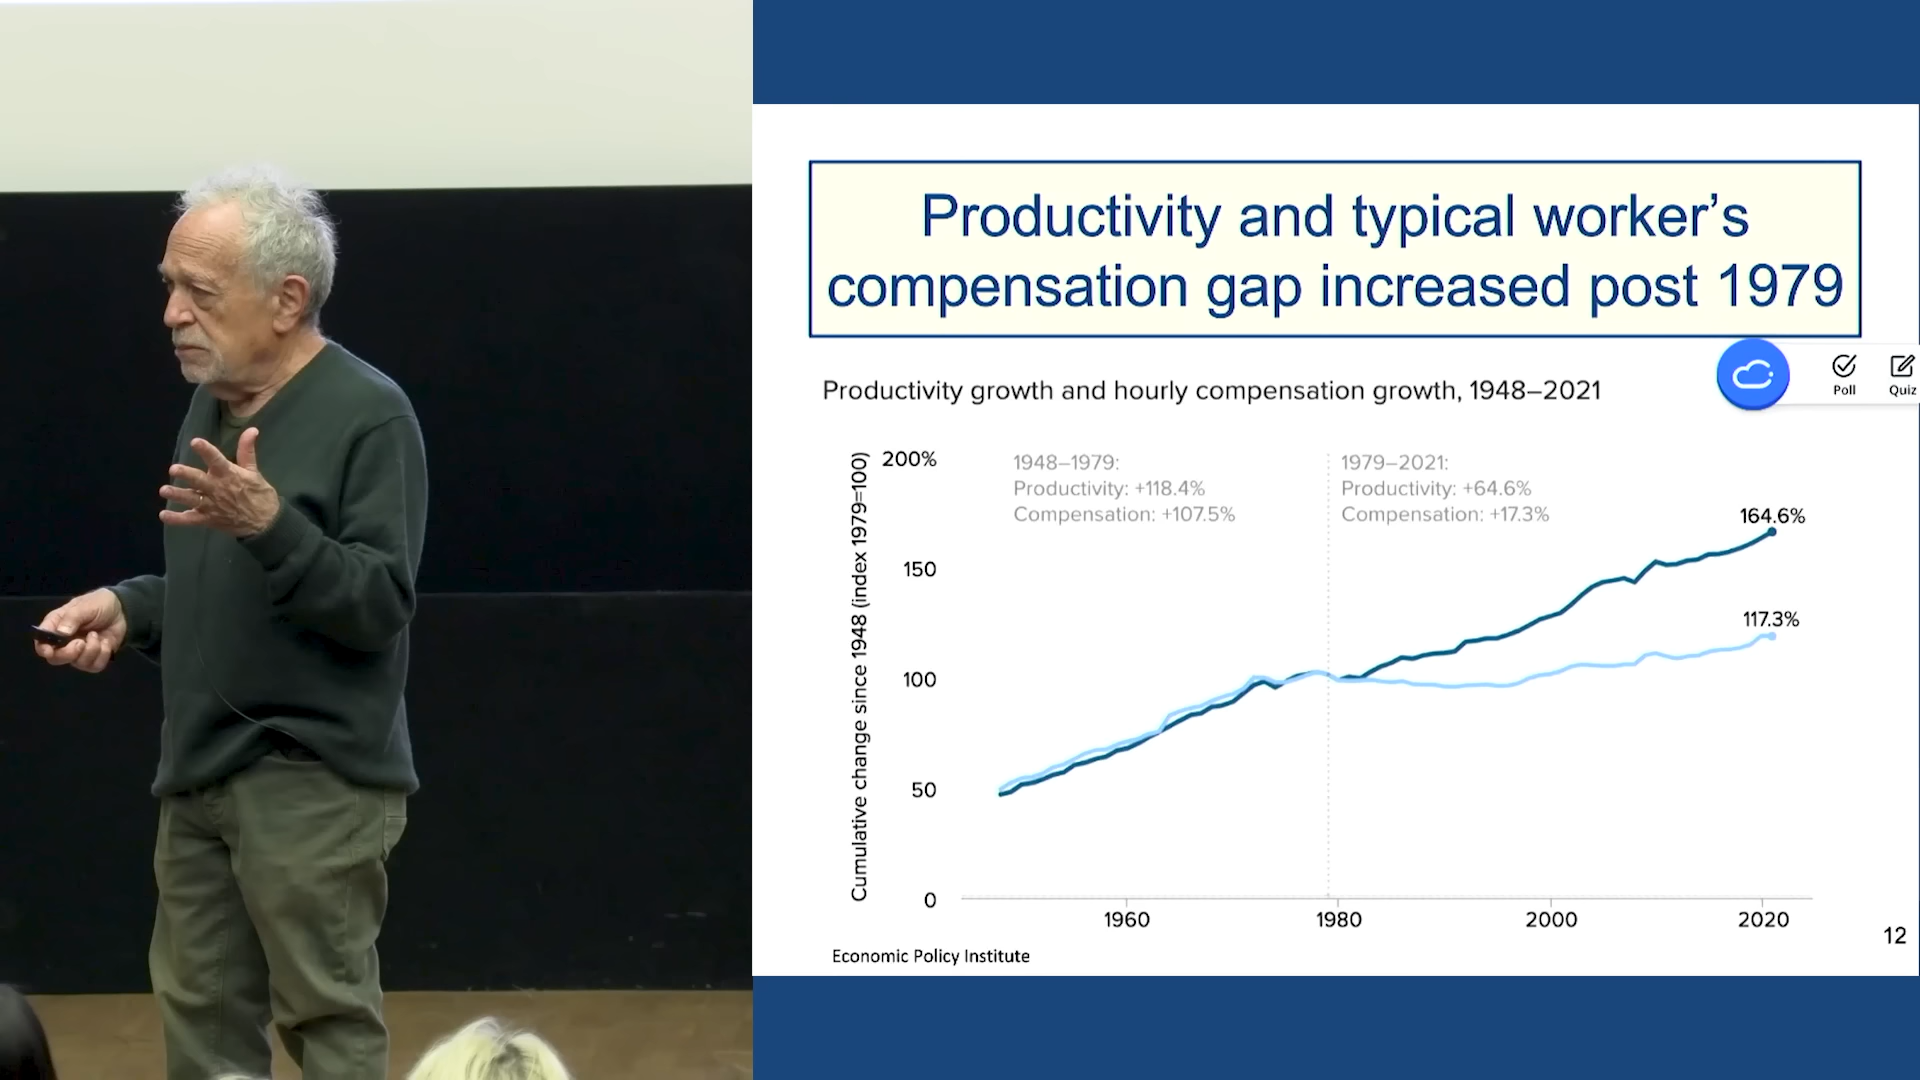 Productivity and typical worker’s
compensation gap increased post 1979
Poll
Quiz
Productivity growth and hourly compensation growth, 1948–2021
Cumulative change since 1948 (index 1979=100)
200%
150
100
50
0
1948–1979:
Productivity: +118.4%
Compensation: +107.5%
1979–2021:
Productivity: +64.6%
Compensation: +17.3%
164.6%
117.3%
1960
1980
2000
2020
12
Economic Policy Institute